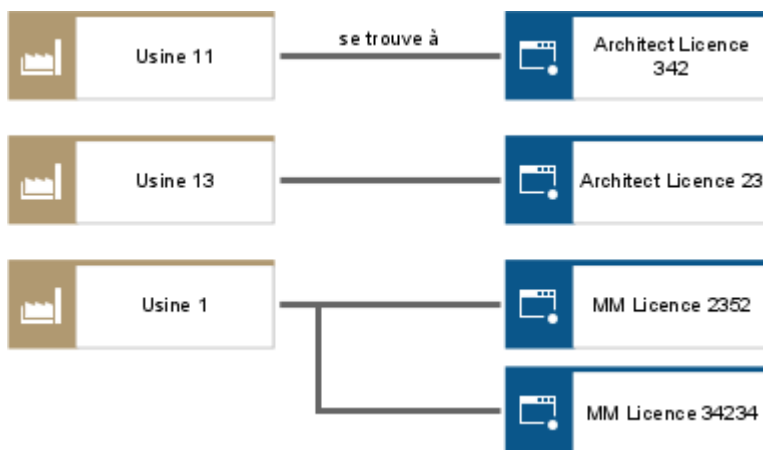 Usine 11
se trouve à
Architect Licence
342
Usine 13
Architect Licence 23
Usine 1
MM Licence 2352
MM Licence 34234